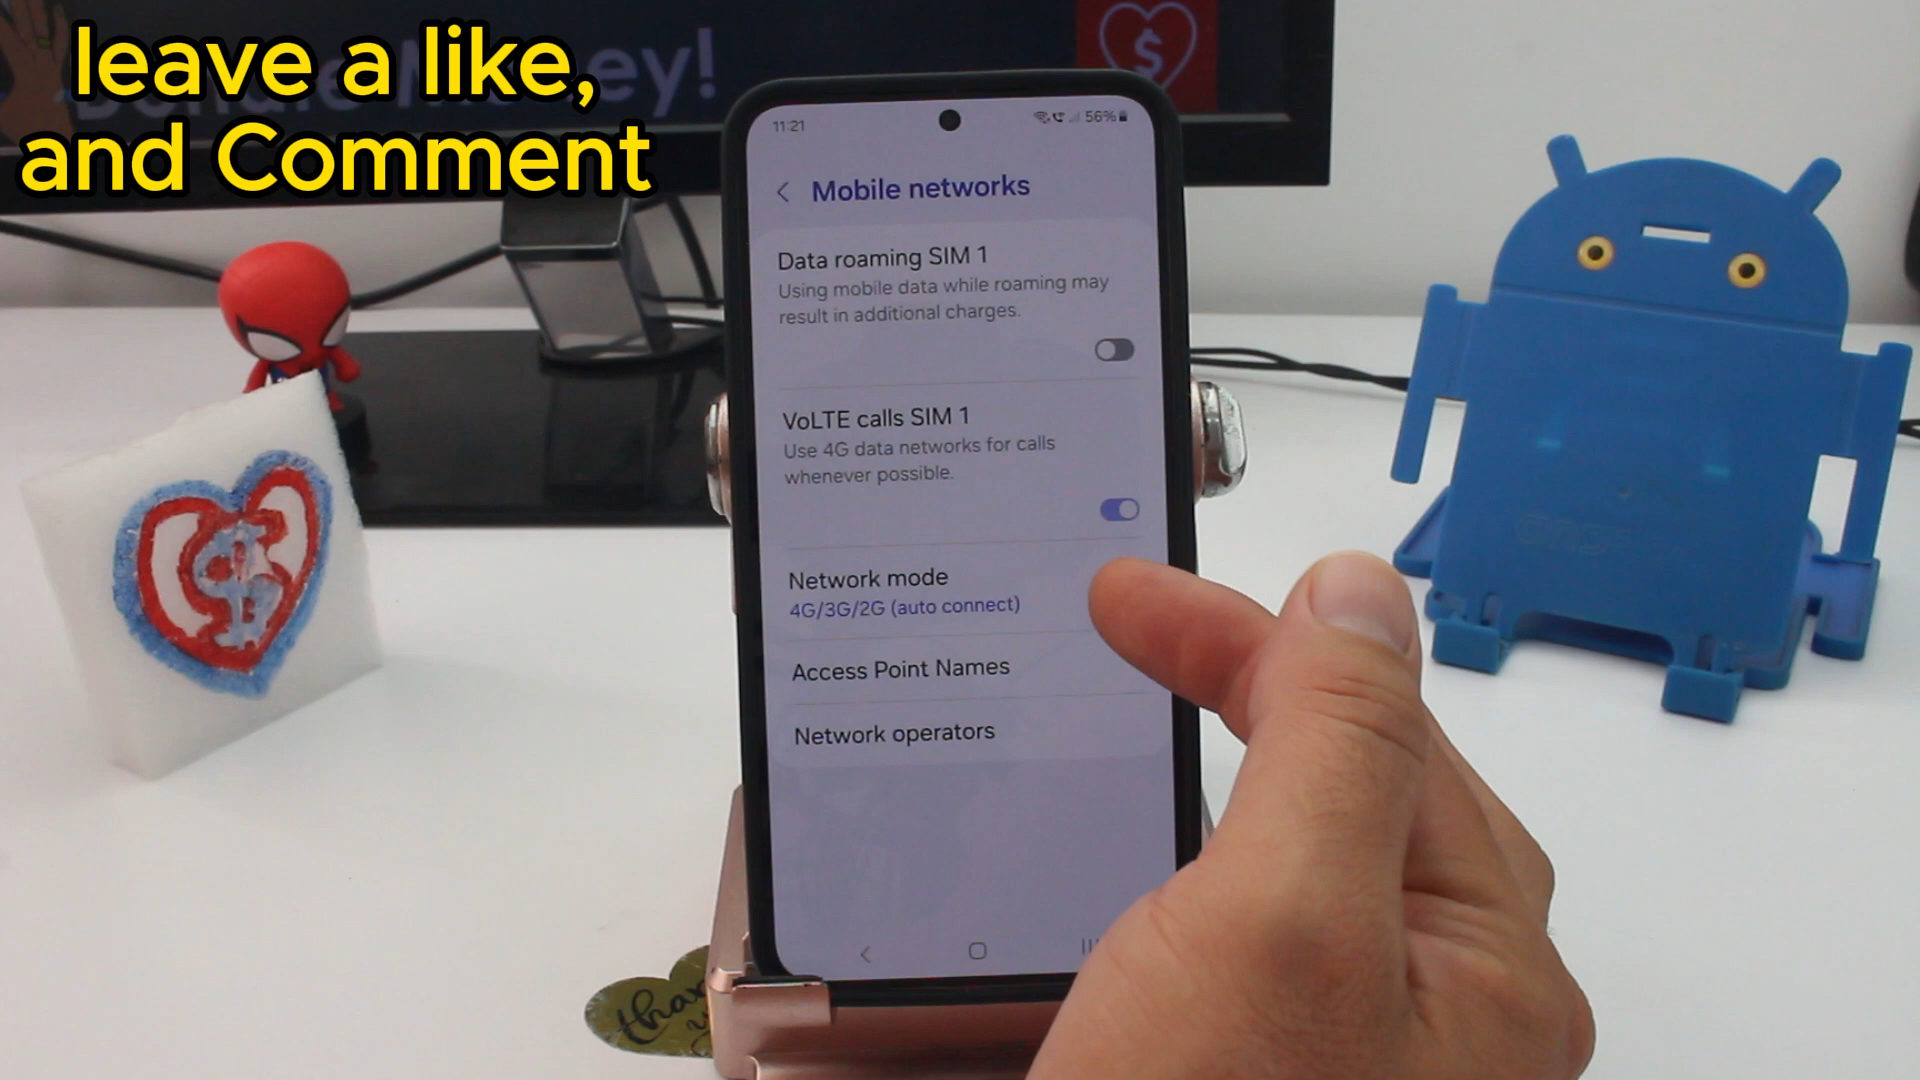 leave a like,
and Comment
ey!
$
11:21
56%
Mobile networks
Data roaming SIM 1
Using mobile data while roaming may
result in additional charges.
VoLTE calls SIM 1
Use 4G data networks for calls
whenever possible.
Network mode
4G/3G/2G (auto connect)
Access Point Names
Network operators
$